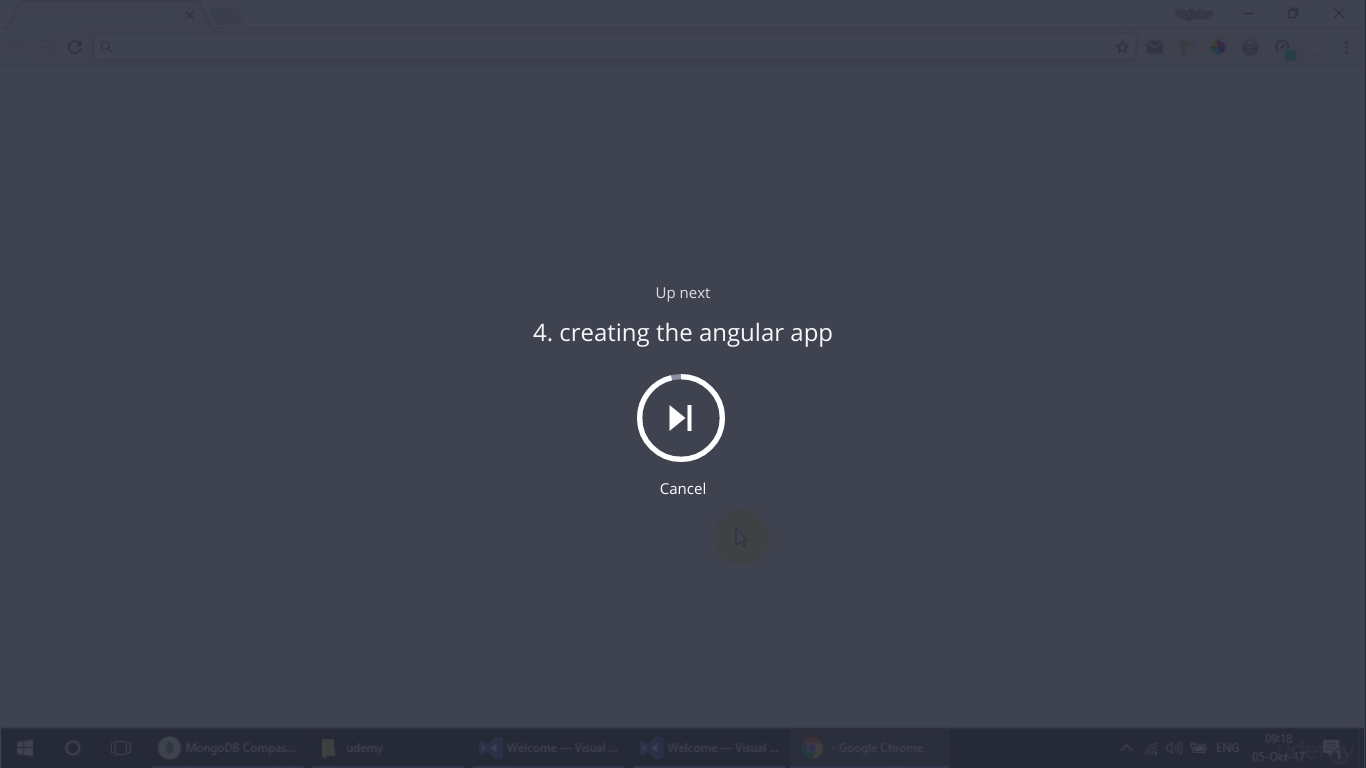 Up next
4. creating the angular app
Cancel
MongoDB Compas... udemy Welcome — Visual ... Welcome — Visual ... - Google Chrome ENG 09:18
05-Oct-17
udemy